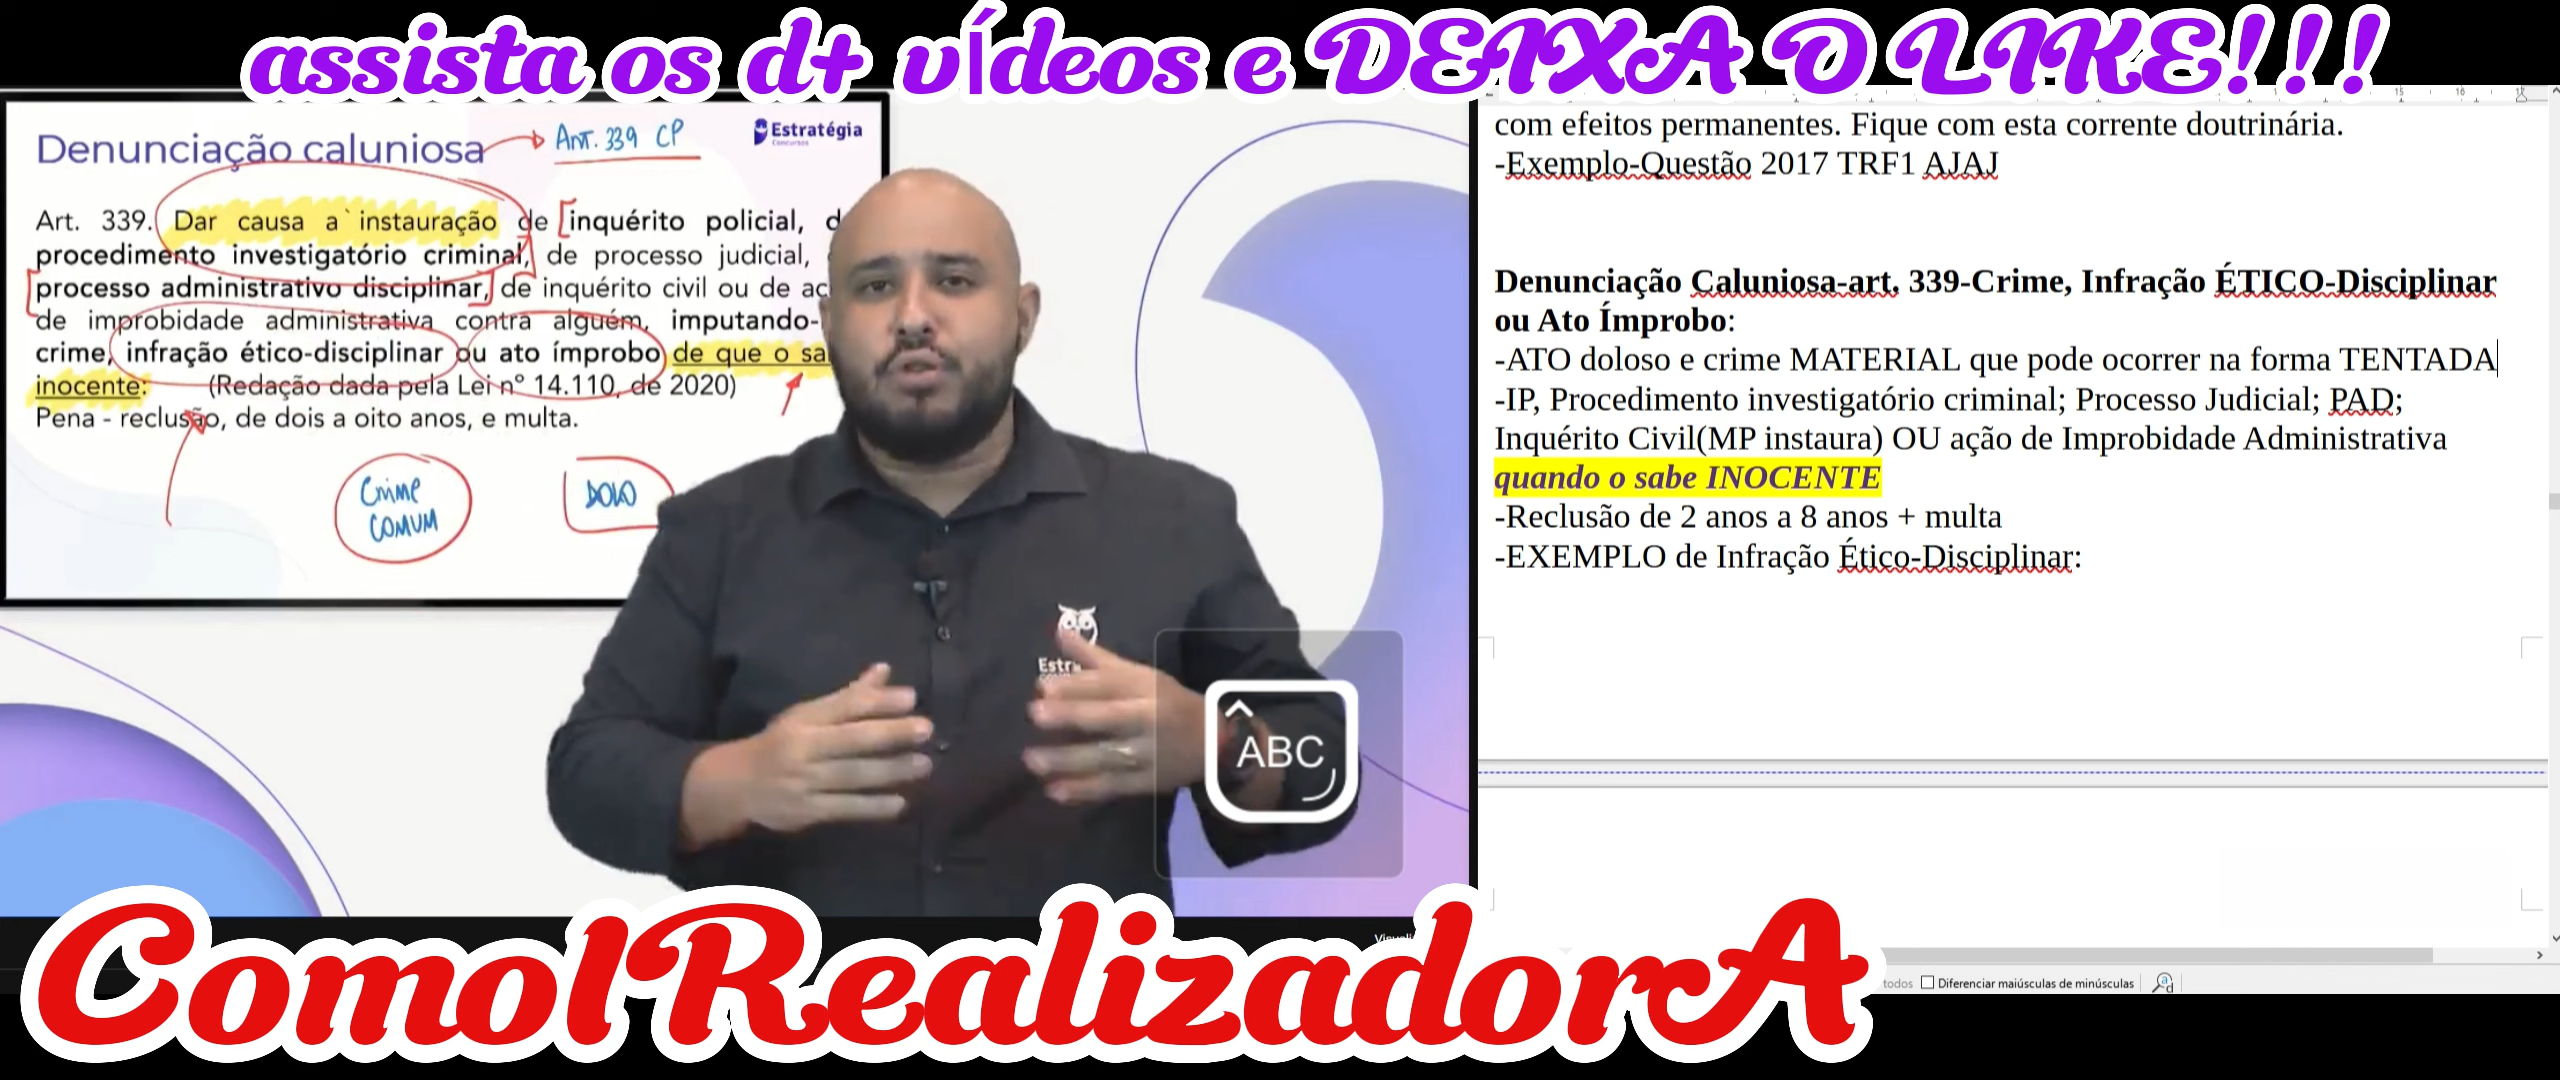 assista os d+ vÍdeos e DEIXA O LIKE!!!
Denunciação caluniosa
Ant. 339 CP
Estratégia
Concursos
Art. 339. Dar causa a` instauração de inquérito policial, d
procedimento investigatório criminal, de processo judicial,
processo administrativo disciplinar, de inquérito civil ou de aç
de improbidade administrativa contra alguém, imputando-
crime, infração ético-disciplinar ou ato ímprobo de que o sa
inocente: (Redação dada pela Lei nº 14.110, de 2020)
Pena - reclusão, de dois a oito anos, e multa.
Crime
COMUM
DOLO
Estra
ABC
com efeitos permanentes. Fique com esta corrente doutrinária.
-Exemplo-Questão 2017 TRF1 AJAJ
Denunciação Caluniosa-art. 339-Crime, Infração ÉTICO-Disciplinar
ou Ato Ímprobo:
-ATO doloso e crime MATERIAL que pode ocorrer na forma TENTADA
-IP, Procedimento investigatório criminal; Processo Judicial; PAD;
Inquérito Civil(MP instaura) OU ação de Improbidade Administrativa
quando o sabe INOCENTE
-Reclusão de 2 anos a 8 anos + multa
-EXEMPLO de Infração Ético-Disciplinar:
15 16
todos Diferenciar maiúsculas de minúsculas
ComolRealizadorA